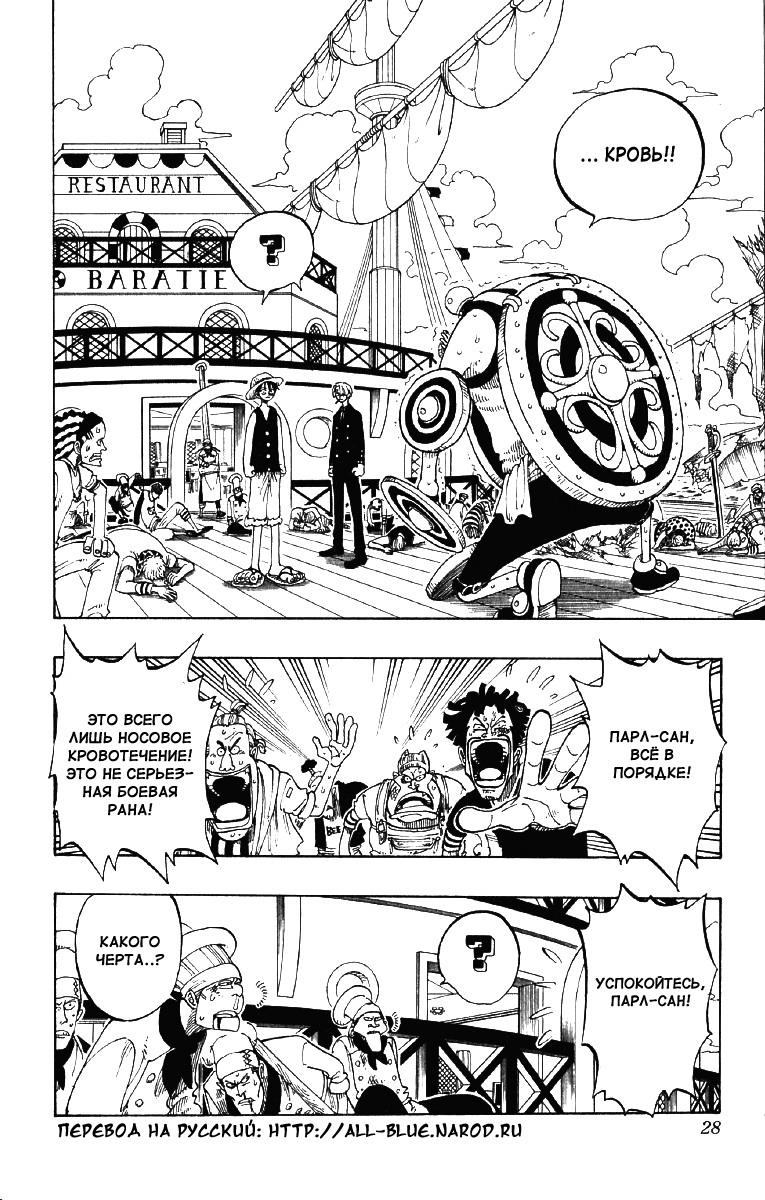 ... КРОВЬ!!
RESTAURANT
?
BARATIE
ПАРЛ-САН,
ВСЁ В
ПОРЯДКЕ!
ЭТО ВСЕГО
ЛИШЬ НОСОВОЕ
КРОВОТЕЧЕНИЕ!
ЭТО НЕ СЕРЬЕЗ-
НАЯ БОЕВАЯ
РАНА!
УСПОКОЙТЕСЬ,
ПАРЛ-САН!
?
КАКОГО
ЧЕРТА..?
ПЕРЕВОД НА РУССКИЙ: HTTP://ALL-BLUE.NAROD.RU
28